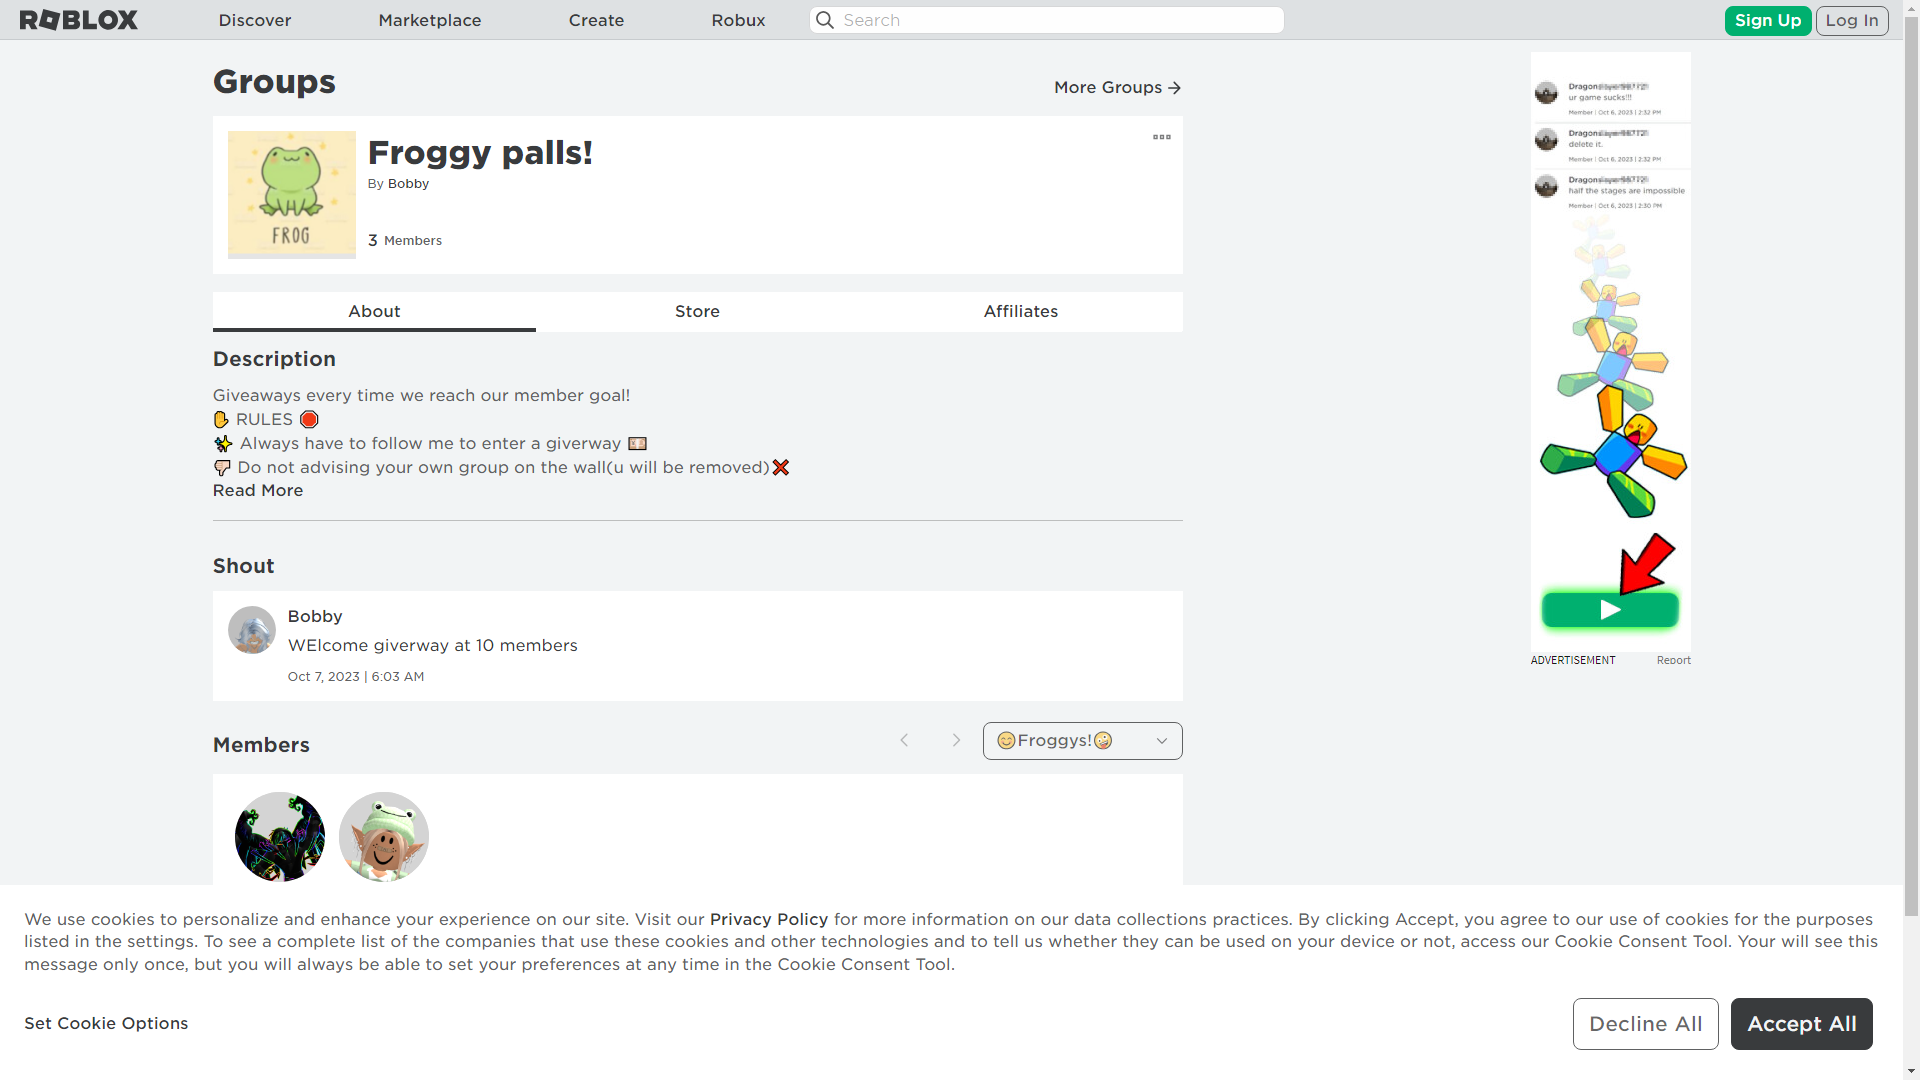 ROBLOX
Discover
Marketplace
Create
Robux
Search
Sign Up
Log In
Groups
More Groups
Froggy palls!
By Bobby
3 Members
FROG
About
Store
Affiliates
Description
Giveaways every time we reach our member goal!
RULES
Always have to follow me to enter a giverway
Do not advising your own group on the wall(u will be removed)
Read More
Shout
Bobby
WElcome giverway at 10 members
Oct 7, 2023 | 6:03 AM
Members
Froggys!
Dragon
ur game sucks!!!
Member | Oct 6, 2023 | 2:32 PM
Dragon
delete it.
Member | Oct 6, 2023 | 2:32 PM
Dragon
half the stages are impossible
Member | Oct 6, 2023 | 2:30 PM
ADVERTISEMENT
Report
We use cookies to personalize and enhance your experience on our site. Visit our Privacy Policy for more information on our data collections practices. By clicking Accept, you agree to our use of cookies for the purposes
listed in the settings. To see a complete list of the companies that use these cookies and other technologies and to tell us whether they can be used on your device or not, access our Cookie Consent Tool. Your will see this
message only once, but you will always be able to set your preferences at any time in the Cookie Consent Tool.
Set Cookie Options
Decline All
Accept All